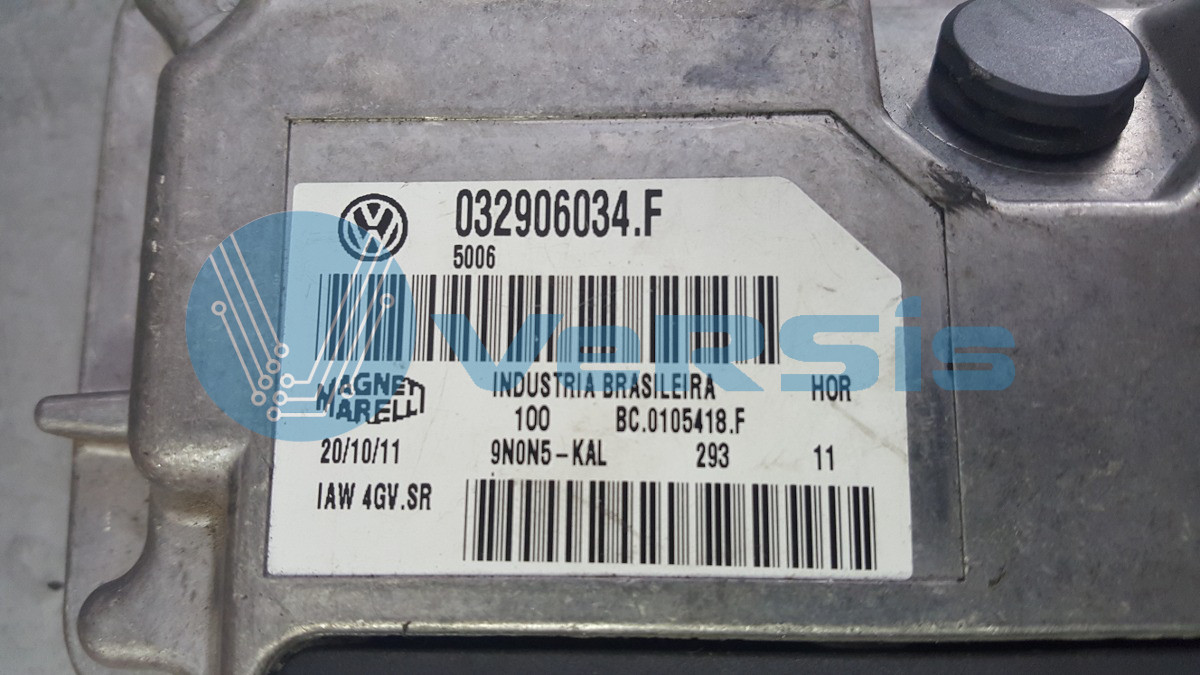 032906034.F
5006
INDUSTRIA BRASILEIRA HOR
MAGNETI MARELLI
100 BC.0105418.F
20/10/11 9N0N5-KAL 293 11
IAW 4GV.SR
Versis